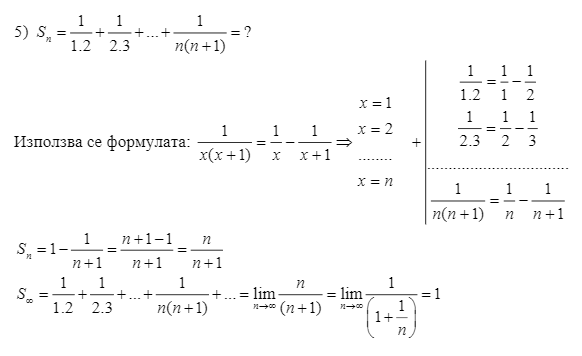 5) Sₙ = 1/1.2 + 1/2.3 + ... + 1/n(n+1) = ?
Използва се формулата: 1/x(x+1) = 1/x − 1/(x+1) ⇒
x = 1
x = 2
........
x = n
+
1/1.2 = 1/1 − 1/2
1/2.3 = 1/2 − 1/3
.................................
1/n(n+1) = 1/n − 1/(n+1)
Sₙ = 1 − 1/(n+1) = (n+1−1)/(n+1) = n/(n+1)
S∞ = 1/1.2 + 1/2.3 + ... + 1/n(n+1) + ... = lim n→∞ n/(n+1) = lim n→∞ 1/(1+1/n) = 1